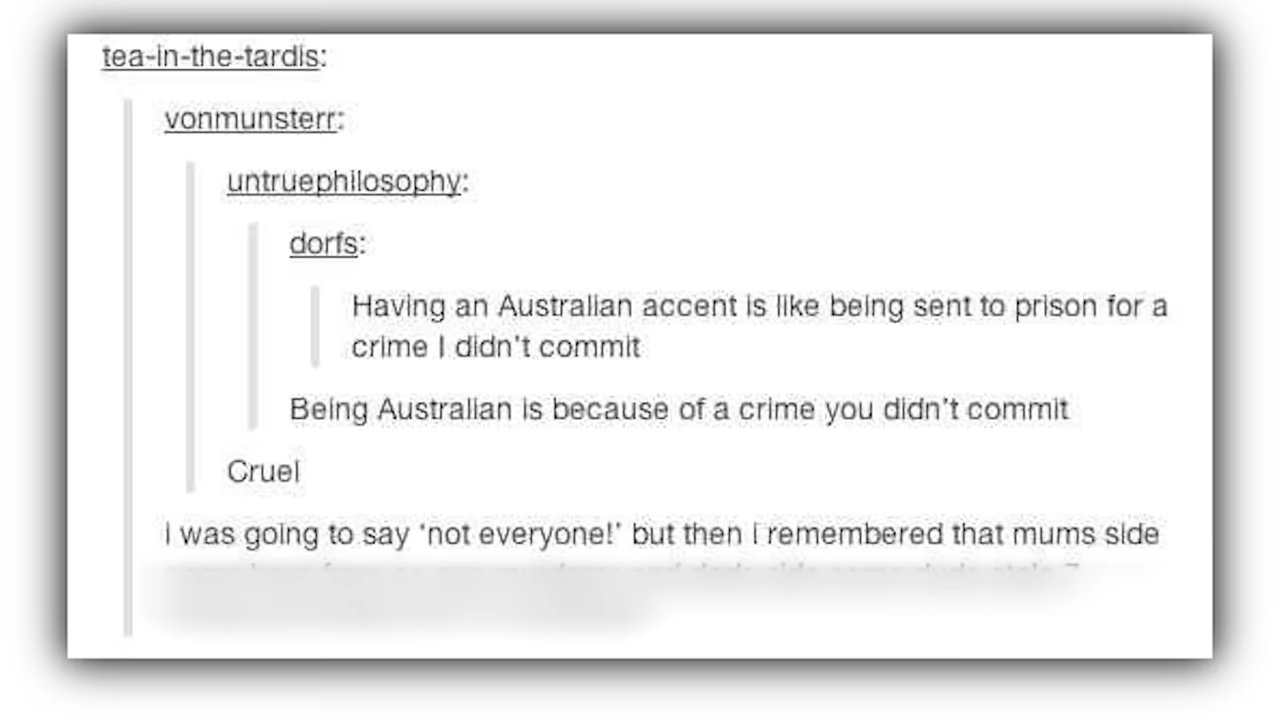 tea-in-the-tardis:
vonmunsterr:
untruephilosophy:
dorfs:
Having an Australian accent is like being sent to prison for a
crime I didn't commit
Being Australian is because of a crime you didn't commit
Cruel
I was going to say 'not everyone!' but then I remembered that mums side